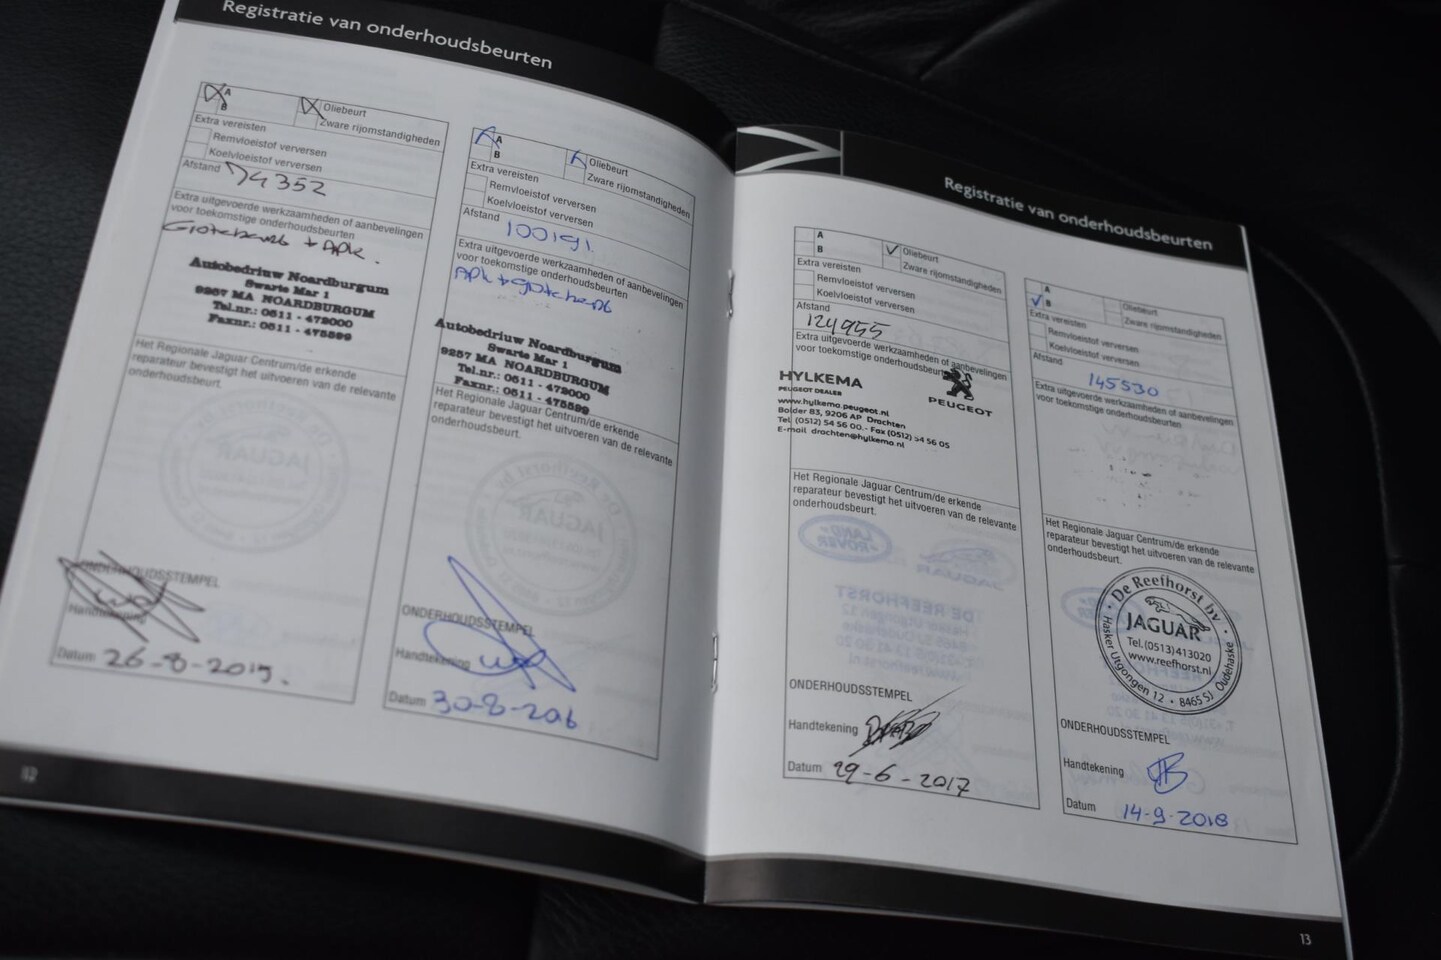 Registratie van onderhoudsbeurten
A
B
Oliebeurt
Zware rijomstandigheden
Extra vereisten
Remvloeistof verversen
Koelvloeistof verversen
Afstand 74352
Extra uitgevoerde werkzaamheden of aanbevelingen
voor toekomstige onderhoudsbeurten
Grotebeurt + Apk.
Autobedriuw Noardburgum
Swarte Mar 1
9257 MA NOARDBURGUM
Tel.nr.: 0511 - 472000
Faxnr.: 0511 - 475599
Het Regionale Jaguar Centrum/de erkende
reparateur bevestigt het uitvoeren van de relevante
onderhoudsbeurt.
ONDERHOUDSSTEMPEL
Handtekening
Datum 26-8-2015.
A
B
Oliebeurt
Zware rijomstandigheden
Extra vereisten
Remvloeistof verversen
Koelvloeistof verversen
Afstand
100191.
Extra uitgevoerde werkzaamheden of aanbevelingen
voor toekomstige onderhoudsbeurten
Apk + grotebeurt
Autobedriuw Noardburgum
Swarte Mar 1
9257 MA NOARDBURGUM
Tel.nr.: 0511 - 472000
Faxnr.: 0511 - 475599
Het Regionale Jaguar Centrum/de erkende
reparateur bevestigt het uitvoeren van de relevante
onderhoudsbeurt.
ONDERHOUDSSTEMPEL
Handtekening
Datum 30-8-2016
112
Registratie van onderhoudsbeurten
A
B
Oliebeurt
Zware rijomstandigheden
Extra vereisten
Remvloeistof verversen
Koelvloeistof verversen
Afstand
124955
Extra uitgevoerde werkzaamheden of aanbevelingen
voor toekomstige onderhoudsbeurten
HYLKEMA
PEUGEOT DEALER
PEUGEOT
www.hylkema.peugeot.nl
Bolder 83, 9206 AP Drachten
Tel. (0512) 54 56 00.- Fax (0512) 54 56 05
E-mail drachten@hylkema.nl
Het Regionale Jaguar Centrum/de erkende
reparateur bevestigt het uitvoeren van de relevante
onderhoudsbeurt.
ONDERHOUDSSTEMPEL
Handtekening
Datum 29-6-2017
A
B
Oliebeurt
Zware rijomstandigheden
Extra vereisten
Remvloeistof verversen
Koelvloeistof verversen
Afstand
145530
Extra uitgevoerde werkzaamheden of aanbevelingen
voor toekomstige onderhoudsbeurten
Het Regionale Jaguar Centrum/de erkende
reparateur bevestigt het uitvoeren van de relevante
onderhoudsbeurt.
De Reefhorst bv
JAGUAR
Tel. (0513) 413020
www.reefhorst.nl
Hasker Utgongen 12 • 8465 SJ Oudehaske
ONDERHOUDSSTEMPEL
Handtekening
Datum 14-9-2018
13